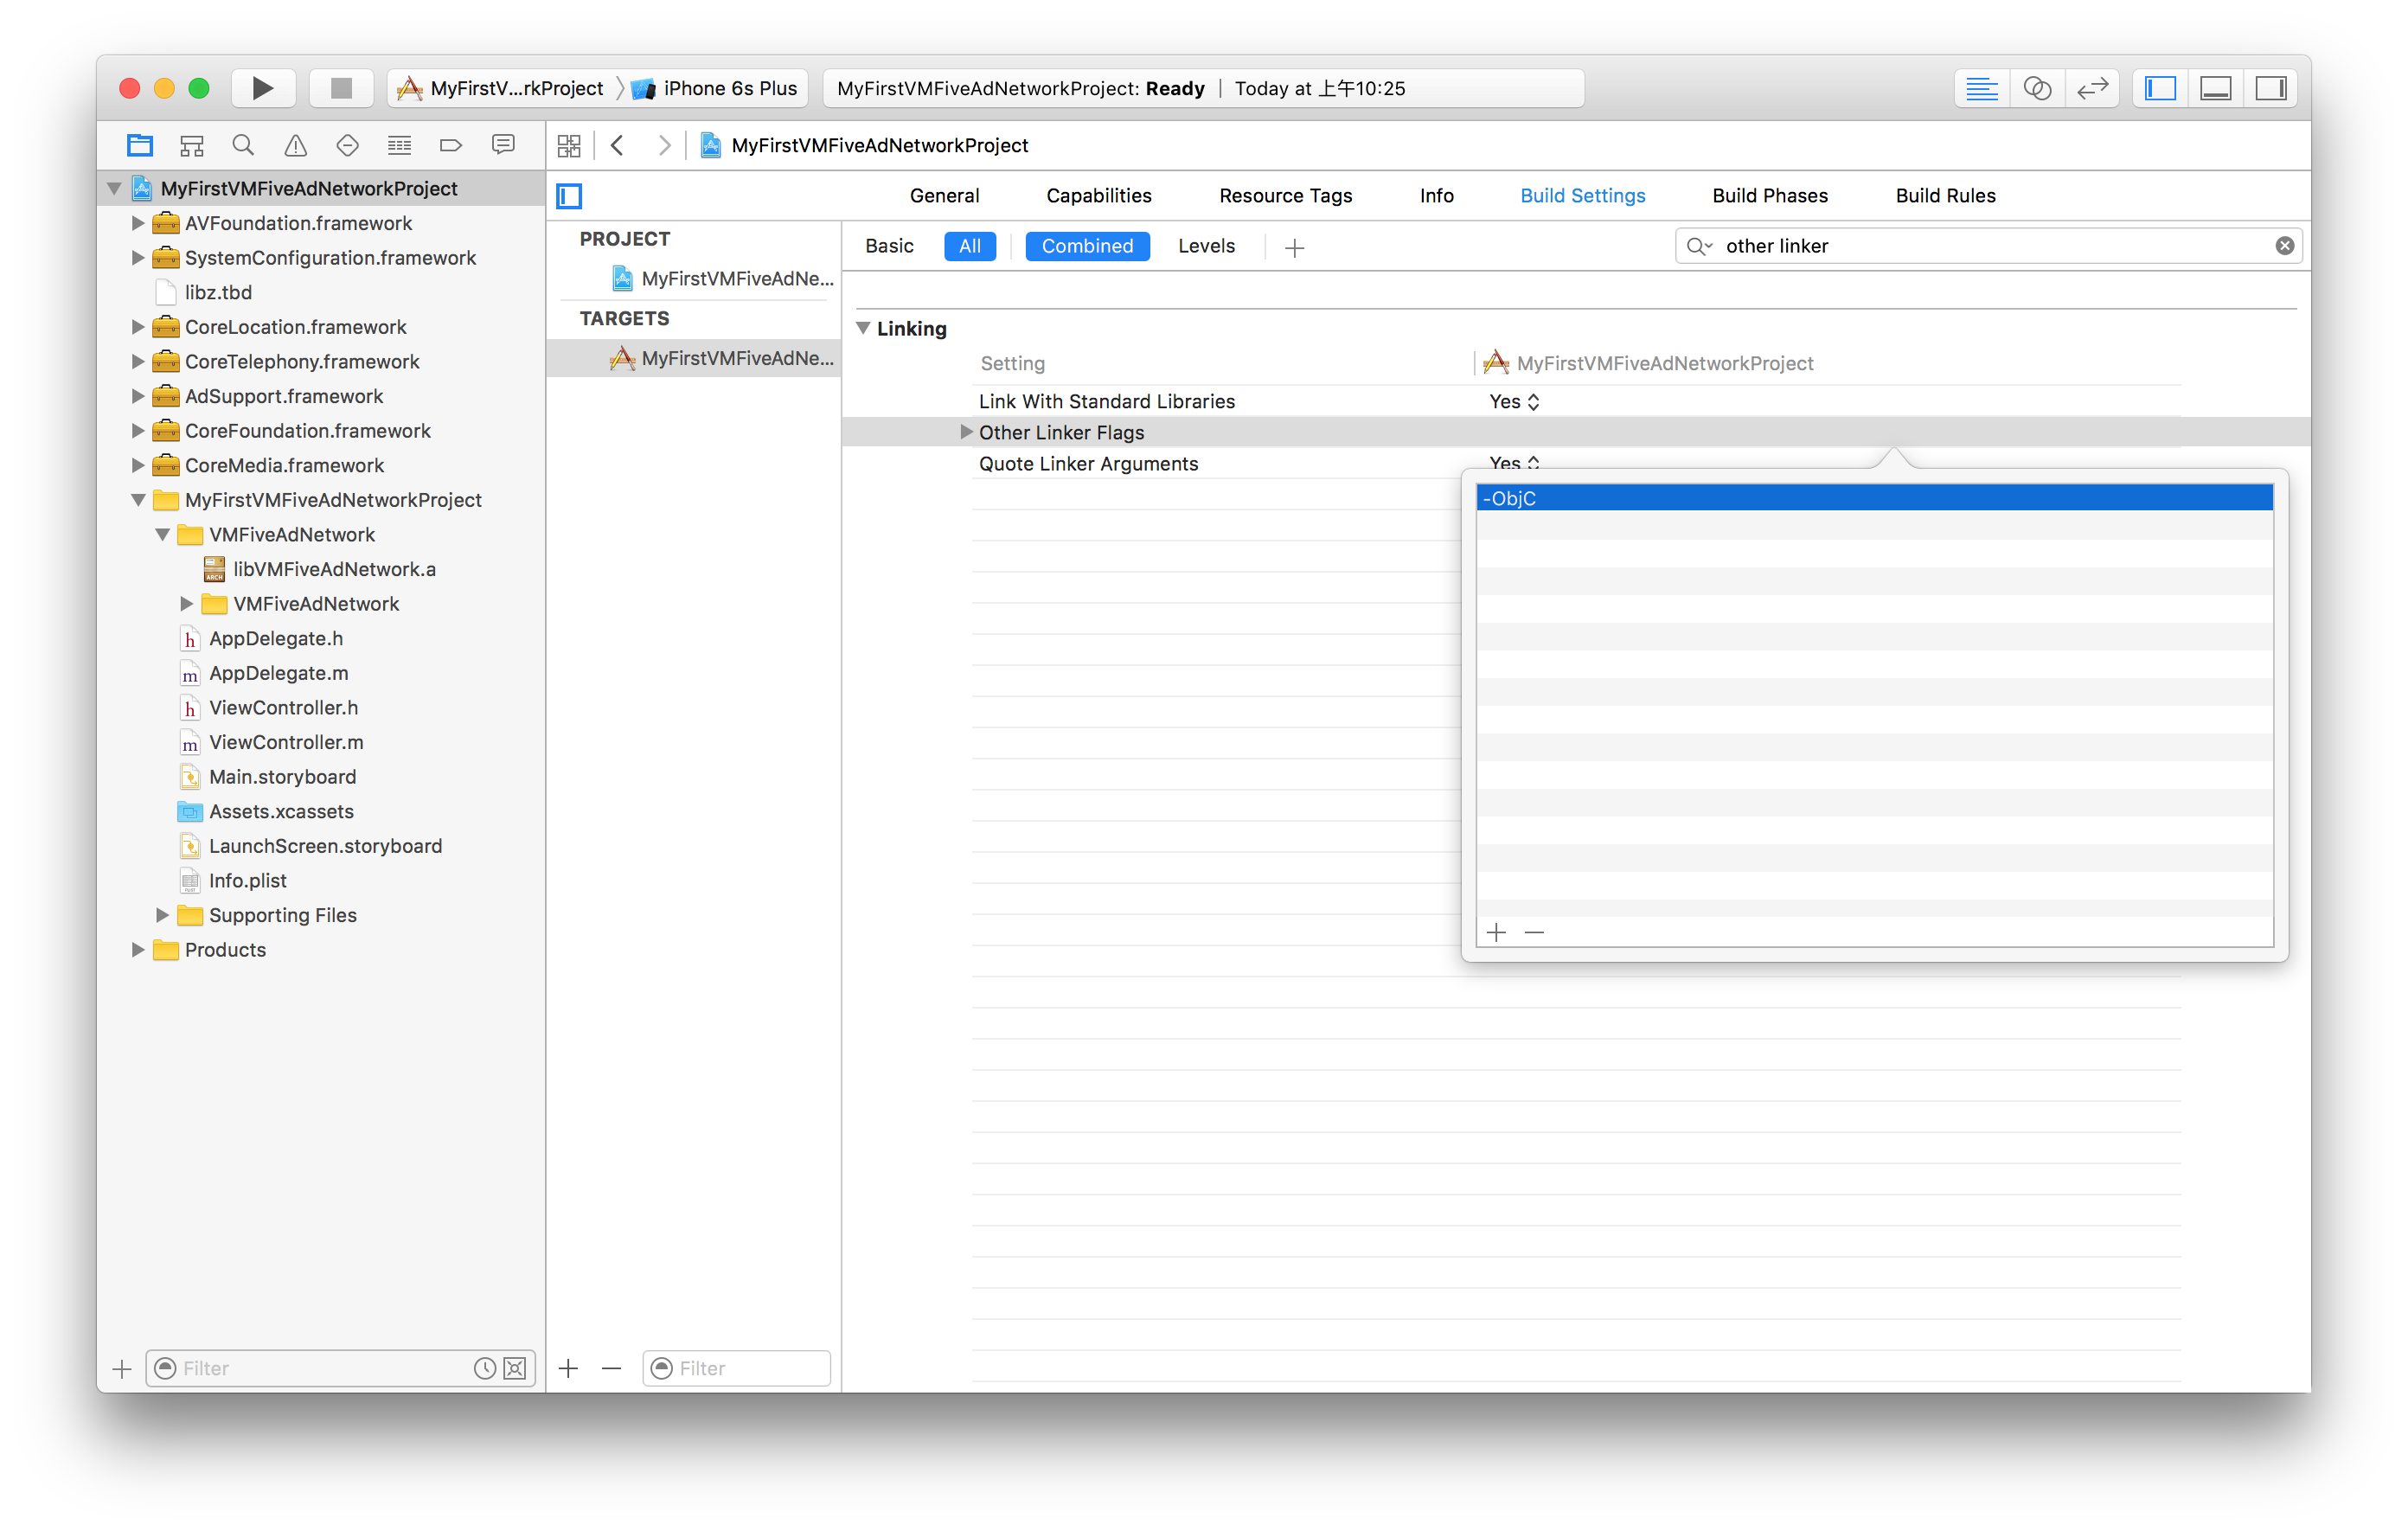 MyFirstV...rkProject
iPhone 6s Plus
MyFirstVMFiveAdNetworkProject: Ready | Today at 上午10:25
MyFirstVMFiveAdNetworkProject
MyFirstVMFiveAdNetworkProject
AVFoundation.framework
SystemConfiguration.framework
libz.tbd
CoreLocation.framework
CoreTelephony.framework
AdSupport.framework
CoreFoundation.framework
CoreMedia.framework
MyFirstVMFiveAdNetworkProject
VMFiveAdNetwork
libVMFiveAdNetwork.a
VMFiveAdNetwork
AppDelegate.h
AppDelegate.m
ViewController.h
ViewController.m
Main.storyboard
Assets.xcassets
LaunchScreen.storyboard
Info.plist
Supporting Files
Products
Filter
General Capabilities Resource Tags Info Build Settings Build Phases Build Rules
PROJECT
MyFirstVMFiveAdNe...
TARGETS
MyFirstVMFiveAdNe...
Filter
Basic All Combined Levels
other linker
Linking
Setting MyFirstVMFiveAdNetworkProject
Link With Standard Libraries Yes
Other Linker Flags
Quote Linker Arguments Yes
-ObjC